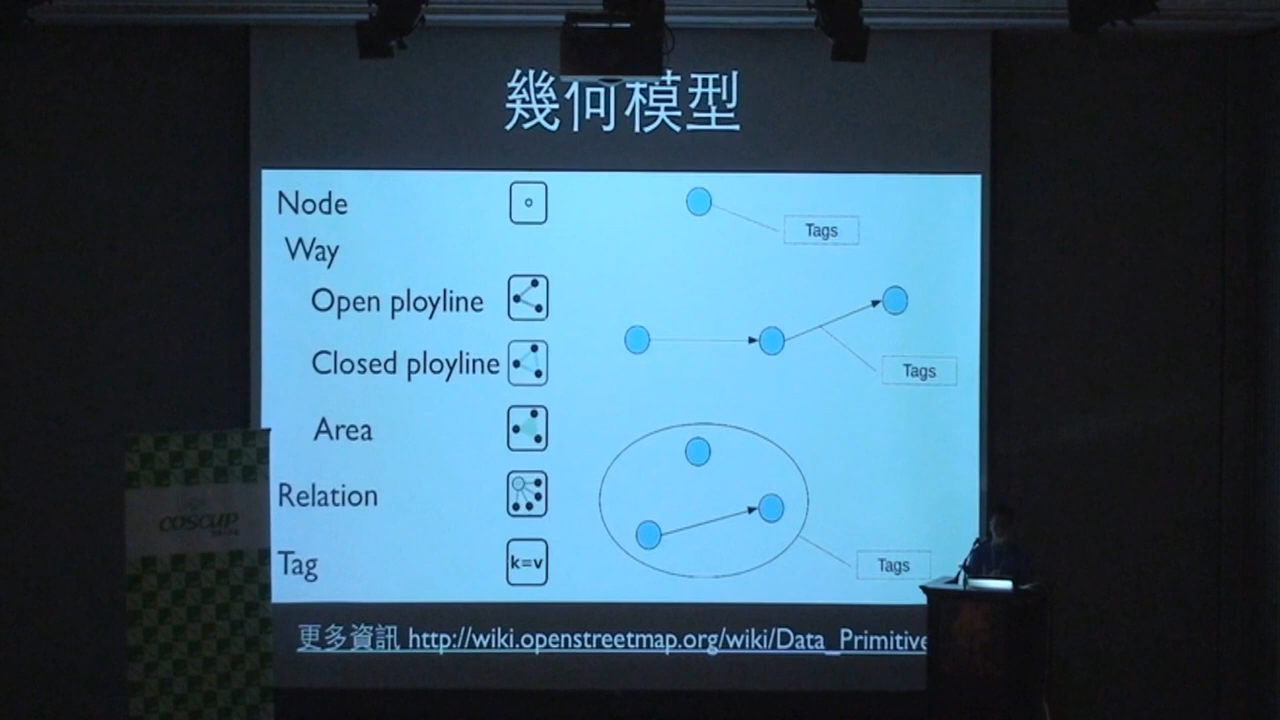 幾何模型
Node
Tags
Way
Open ployline
Closed ployline
Tags
Area
Relation
Tag
k=v
Tags
更多資訊 http://wiki.openstreetmap.org/wiki/Data_Primitive
COSCUP